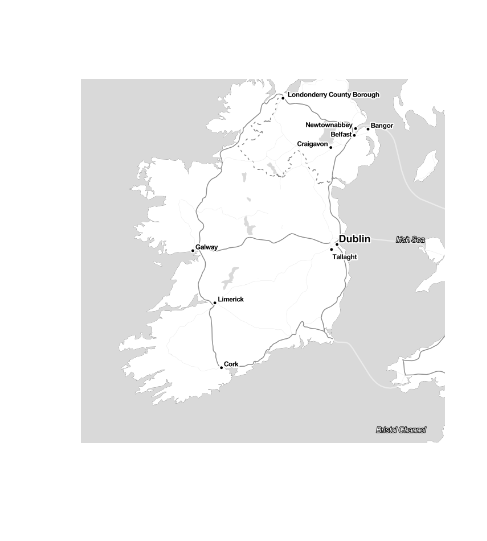 Londonderry County Borough
Newtownabbey
Bangor
Belfast
Craigavon
Dublin
Irish Sea
Galway
Tallaght
Limerick
Cork
Bristol Channel